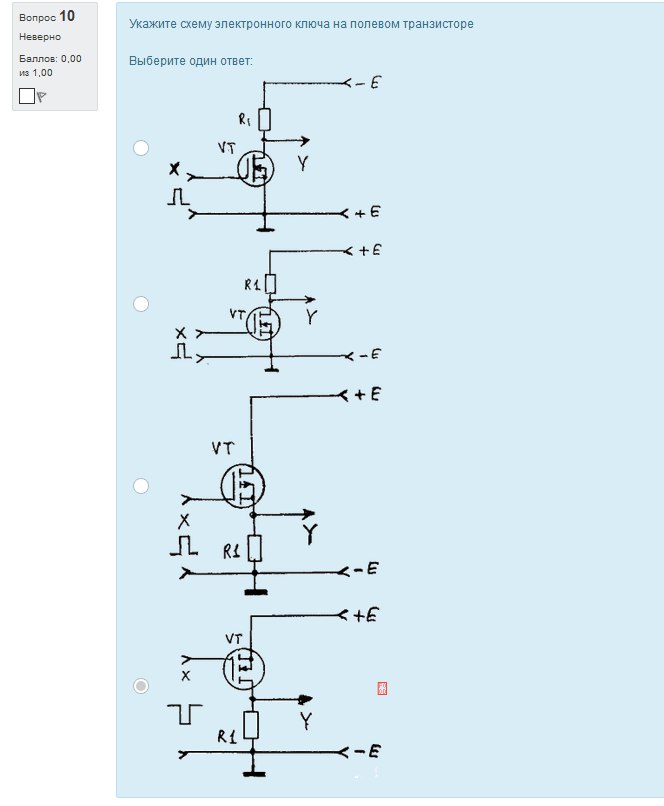 Вопрос 10
Неверно
Баллов: 0,00
из 1,00
Укажите схему электронного ключа на полевом транзисторе
Выберите один ответ:
- E
R1
VT
Y
X
+ E
+ E
R1
VT
Y
X
- E
+ E
VT
X
Y
R1
- E
+E
VT
X
Y
R1
- E